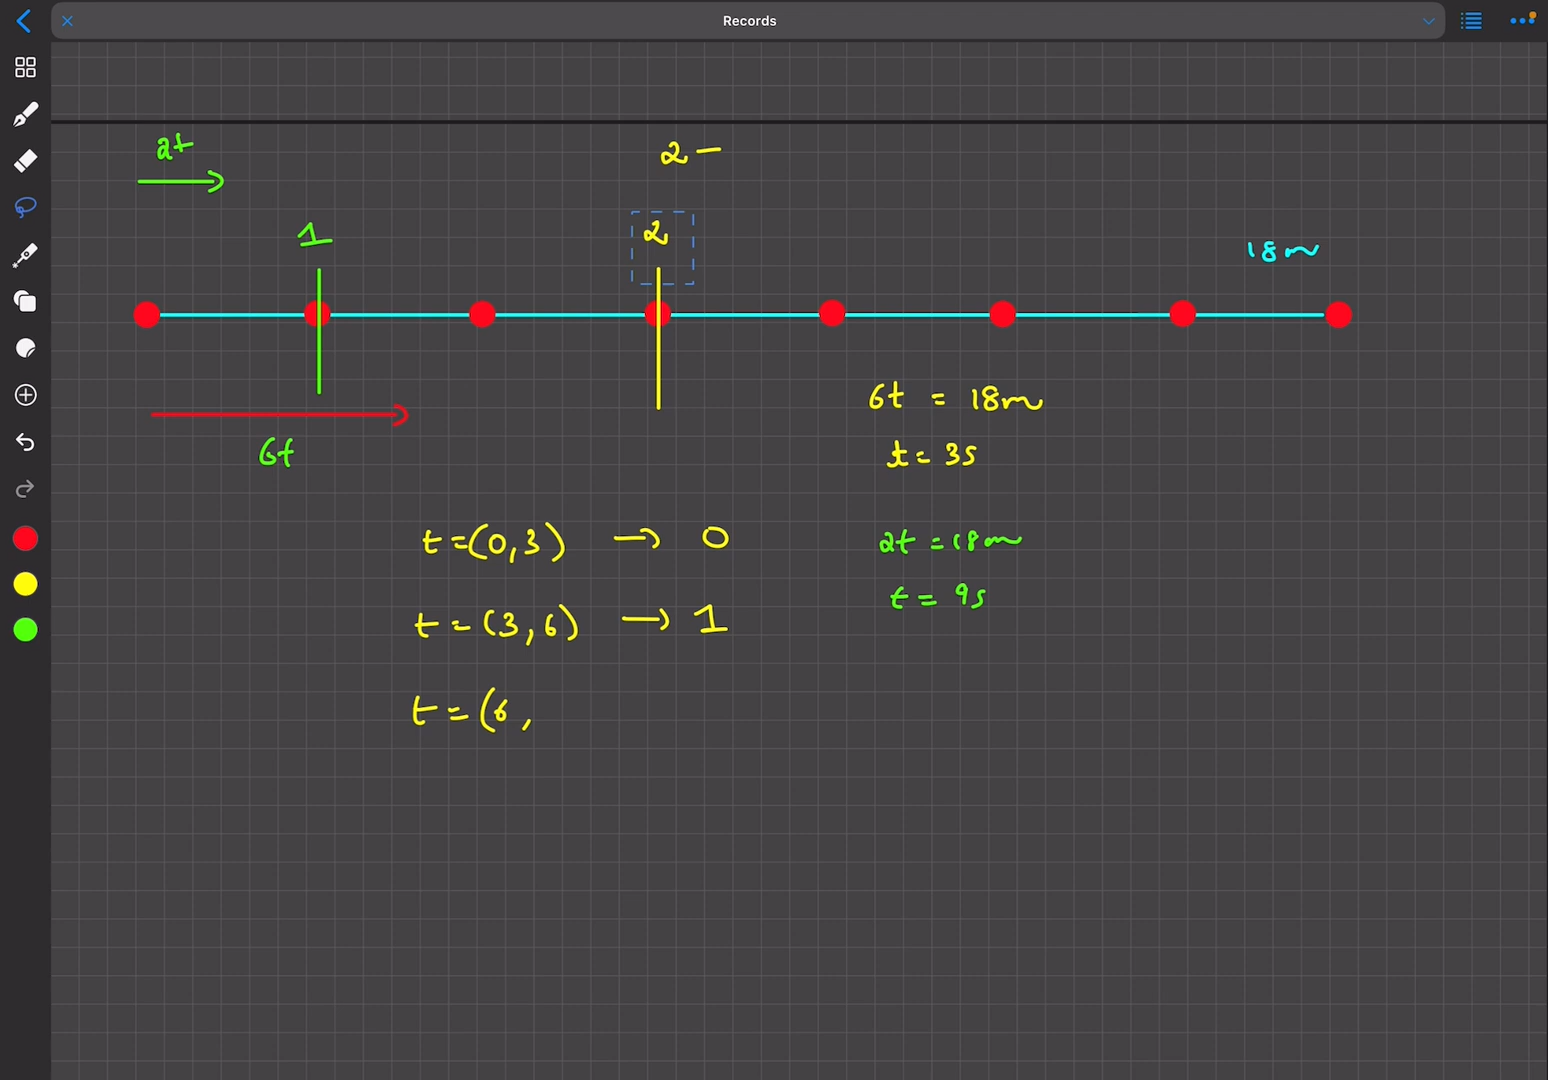 Records
2t
2 -
1
2
18m
6t = 18m
6t
t = 3s
t = (0,3) → 0
2t = 18m
t = 9s
t = (3,6) → 1
t = (6,